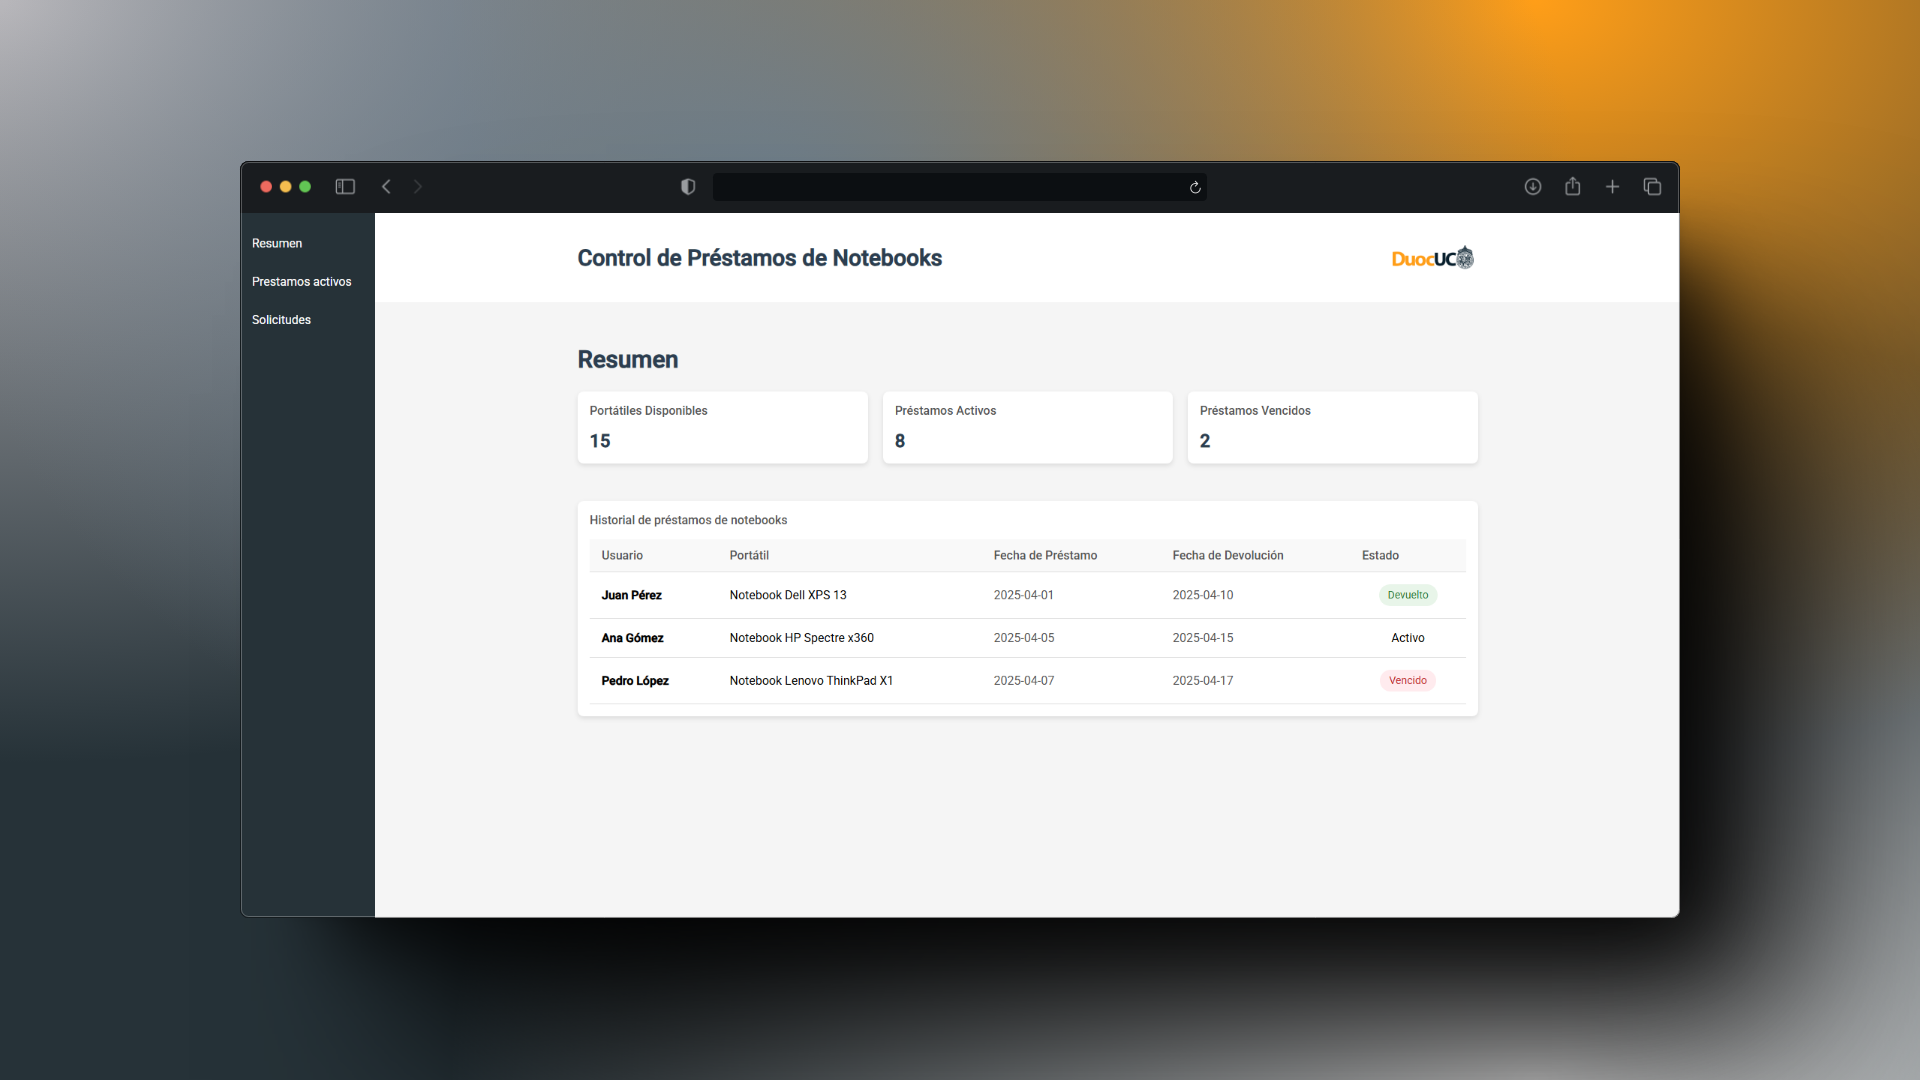 Resumen
Prestamos activos
Solicitudes
Control de Préstamos de Notebooks
DuocUC
Resumen
Portátiles Disponibles
15
Préstamos Activos
8
Préstamos Vencidos
2
Historial de préstamos de notebooks
Usuario Portátil Fecha de Préstamo Fecha de Devolución Estado
Juan Pérez Notebook Dell XPS 13 2025-04-01 2025-04-10 Devuelto
Ana Gómez Notebook HP Spectre x360 2025-04-05 2025-04-15 Activo
Pedro López Notebook Lenovo ThinkPad X1 2025-04-07 2025-04-17 Vencido